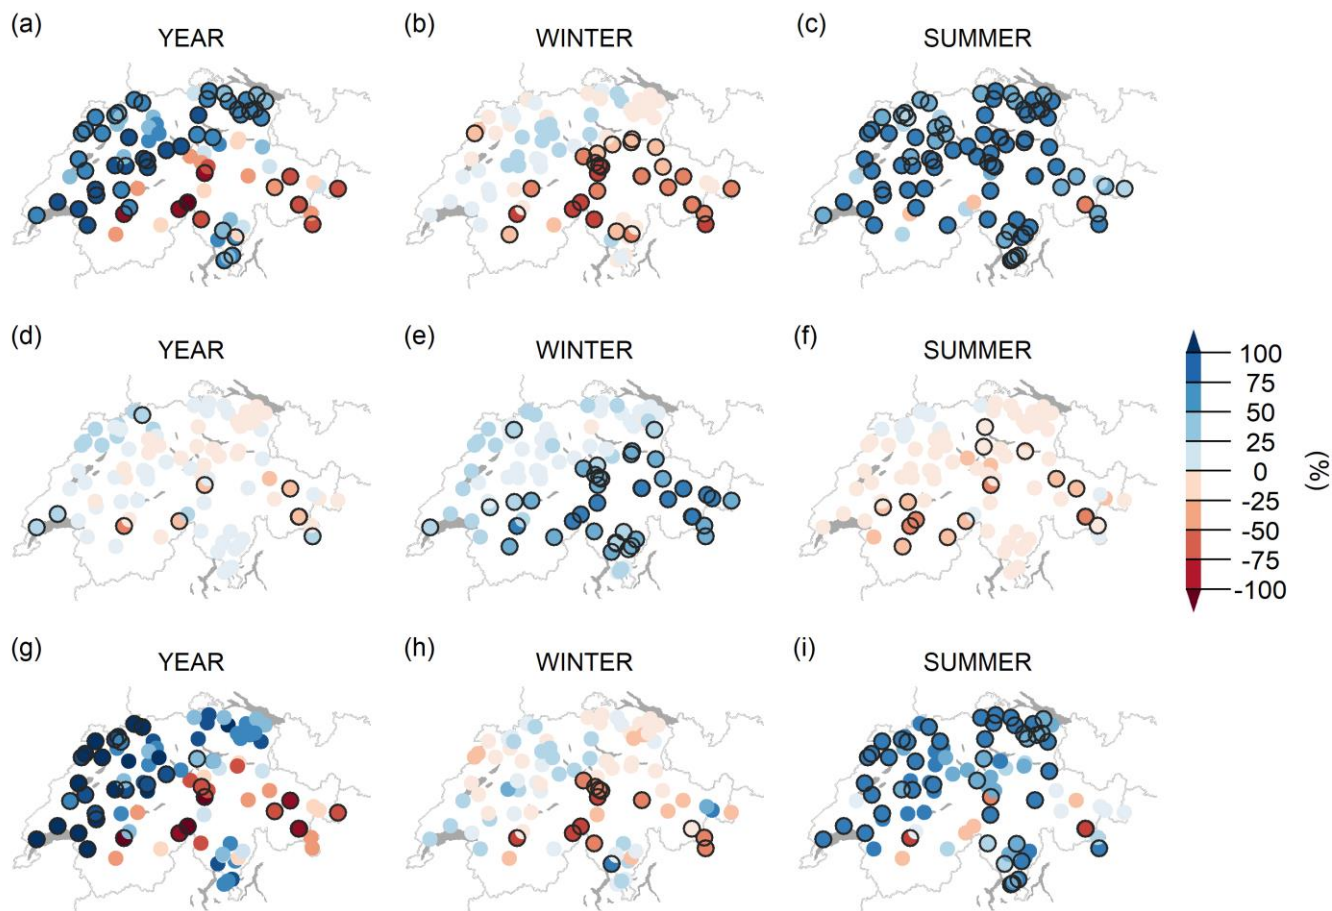 (a) YEAR
(b) WINTER
(c) SUMMER
(d) YEAR
(e) WINTER
(f) SUMMER
100
75
50
25
0
-25
-50
-75
-100
(%)
(g) YEAR
(h) WINTER
(i) SUMMER